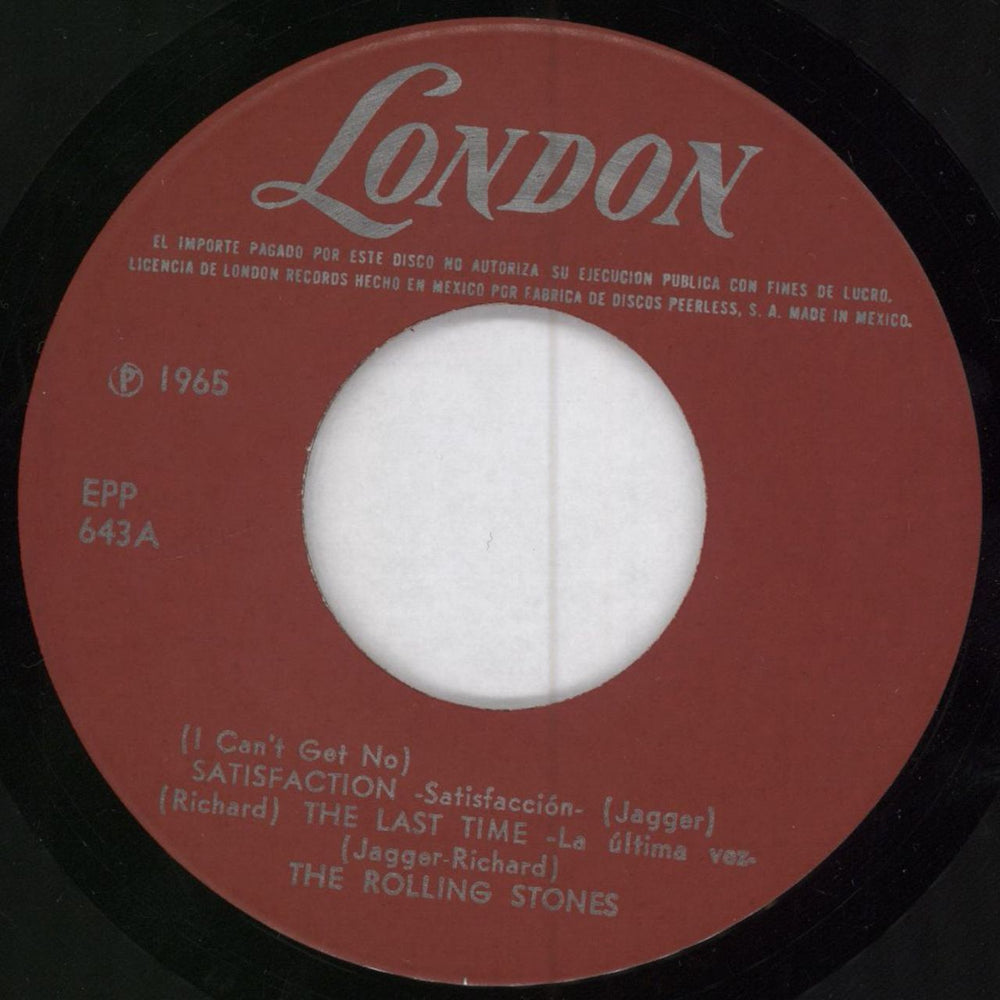 LONDON
EL IMPORTE PAGADO POR ESTE DISCO NO AUTORIZA SU EJECUCION PUBLICA CON FINES DE LUCRO.
LICENCIA DE LONDON RECORDS HECHO EN MEXICO POR FABRICA DE DISCOS PEERLESS, S. A. MADE IN MEXICO.
Ⓟ 1965
EPP
643A
(I Can't Get No)
SATISFACTION -Satisfacción- (Jagger)
(Richard) THE LAST TIME -La última vez-
(Jagger-Richard)
THE ROLLING STONES